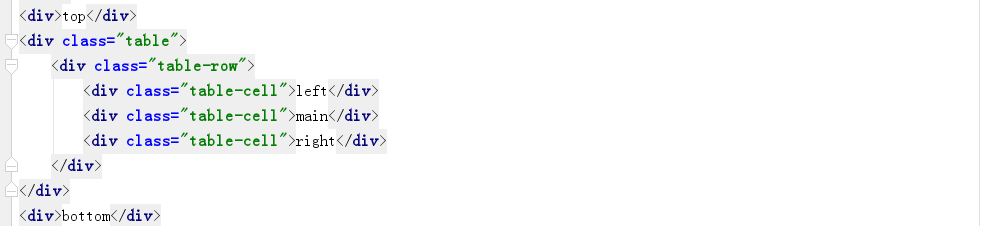 <div>top</div>
<div class="table">
<div class="table-row">
<div class="table-cell">left</div>
<div class="table-cell">main</div>
<div class="table-cell">right</div>
</div>
</div>
<div>bottom</div>